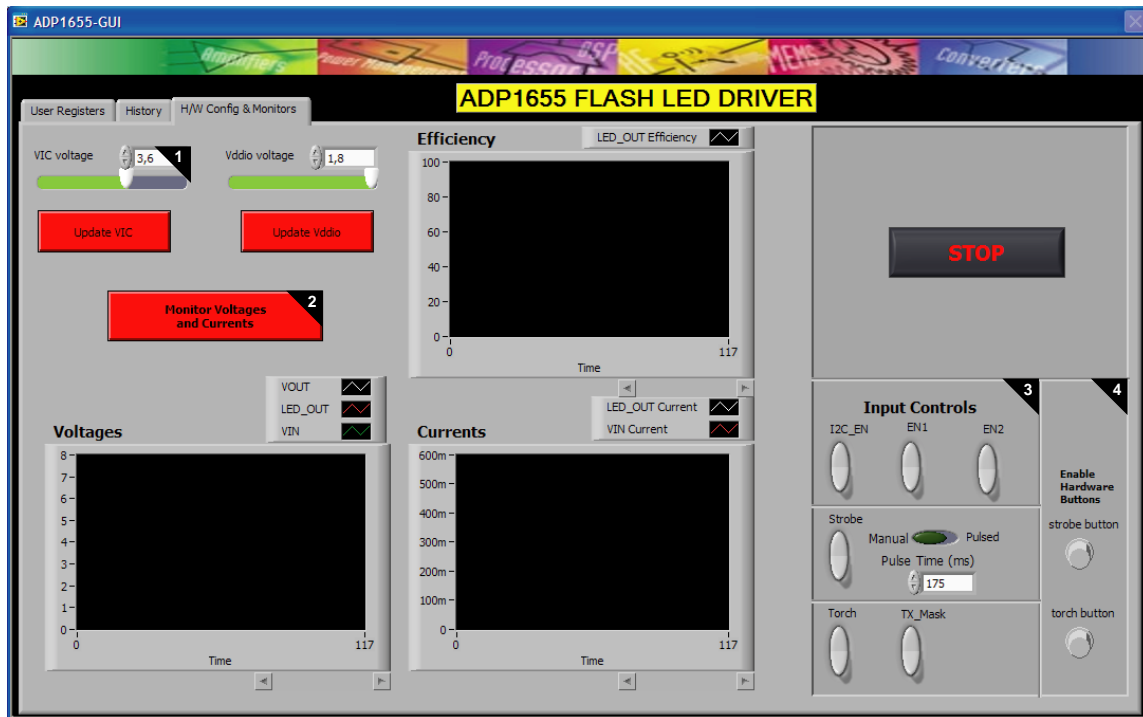 ADP1655-GUI
Amplifiers
Power Management
Processor
DSP
RF
MEMS
Converters
ADP1655 FLASH LED DRIVER
User Registers
History
H/W Config & Monitors
VIC voltage
3,6
1
Vddio voltage
1,8
Update VIC
Update Vddio
Monitor Voltages
and Currents
2
Efficiency
LED_OUT Efficiency
100
80
60
40
20
0
0
117
Time
STOP
VOUT
LED_OUT
VIN
Voltages
8
7
6
5
4
3
2
1
0
0
117
Time
LED_OUT Current
VIN Current
Currents
600m
500m
400m
300m
200m
100m
0
0
117
Time
3
Input Controls
I2C_EN
EN1
EN2
Strobe
Manual
Pulsed
Pulse Time (ms)
175
Torch
TX_Mask
4
Enable
Hardware
Buttons
strobe button
torch button